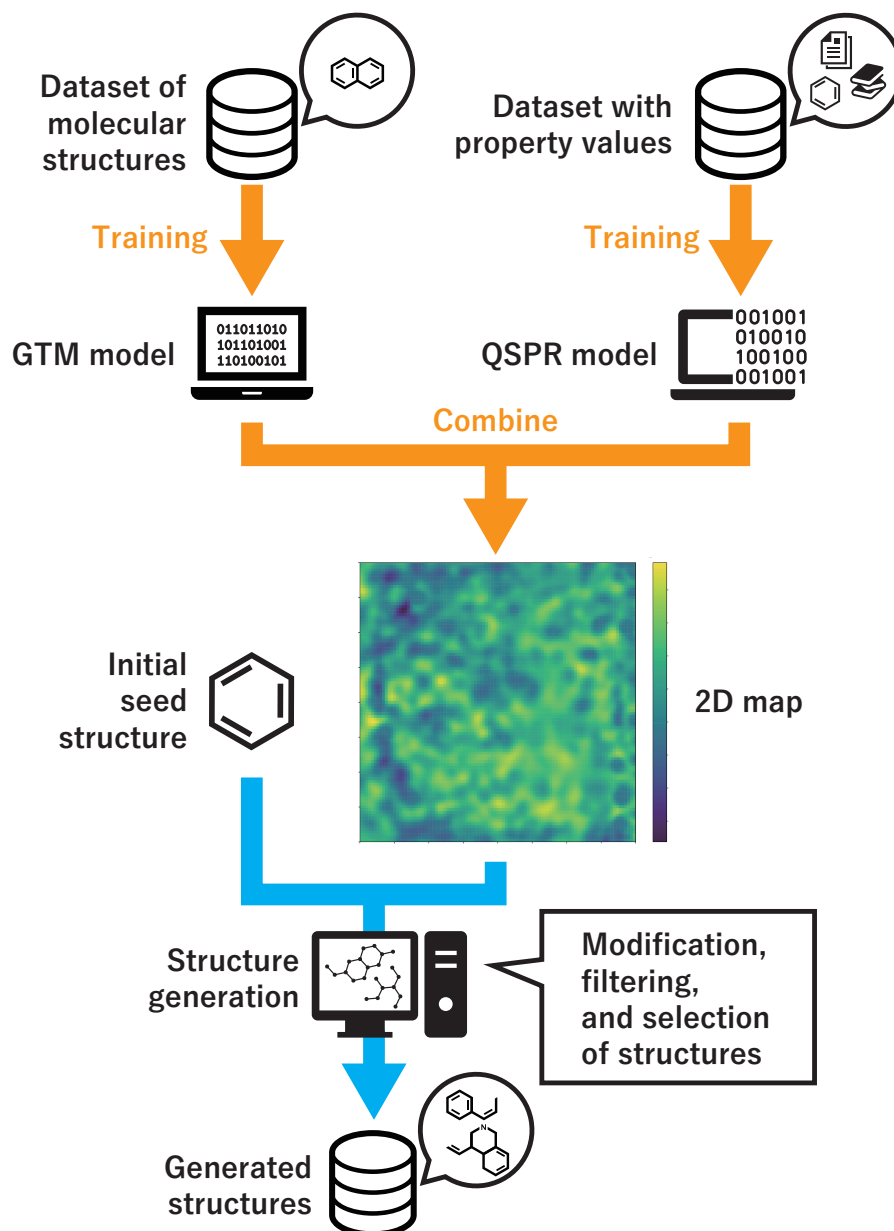 Dataset of
molecular
structures
Dataset with
property values
Training
Training
GTM model
011011010
101101001
110100101
QSPR model
001001
010010
100100
001001
Combine
Initial
seed
structure
2D map
Structure
generation
Modification,
filtering,
and selection
of structures
N
Generated
structures